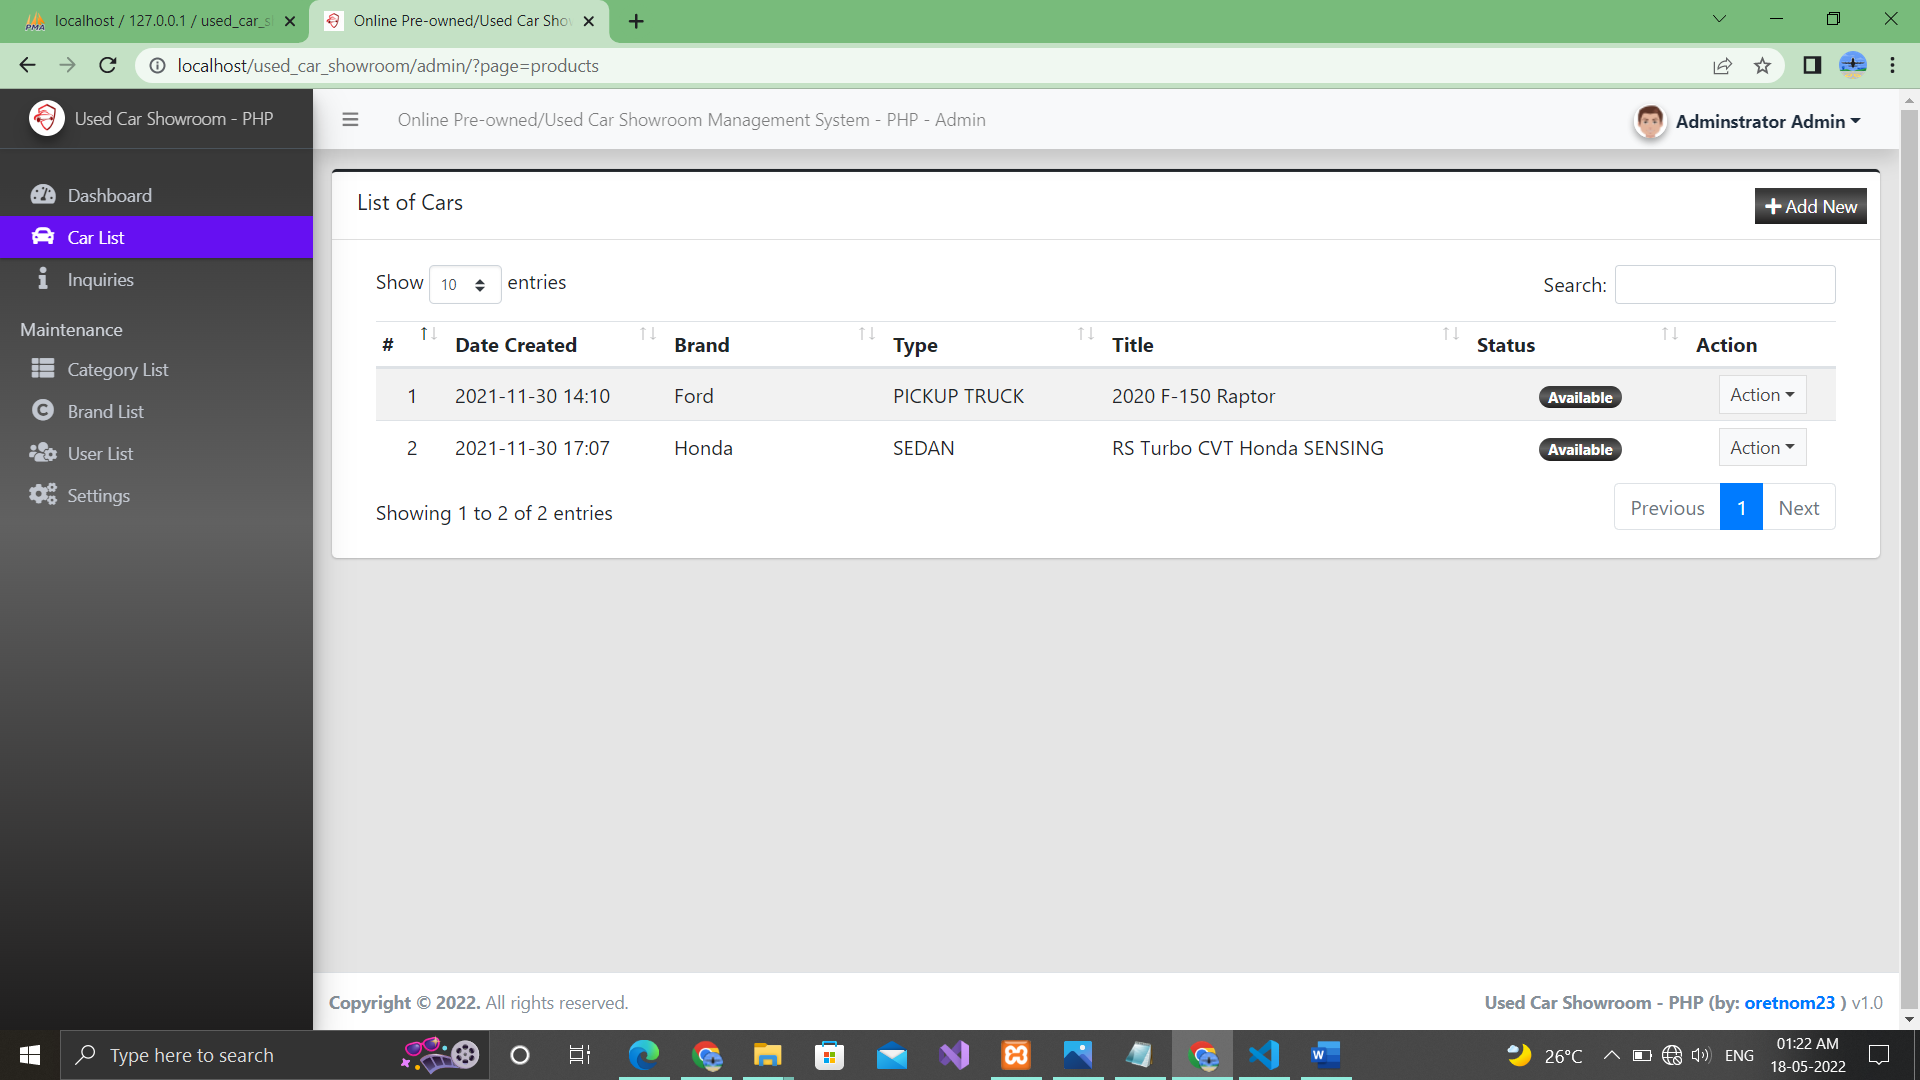 localhost / 127.0.0.1 / used_car_s
Online Pre-owned/Used Car Sho
localhost/used_car_showroom/admin/?page=products
Used Car Showroom - PHP
Online Pre-owned/Used Car Showroom Management System - PHP - Admin
Adminstrator Admin
Dashboard
Car List
Inquiries
Maintenance
Category List
Brand List
User List
Settings
List of Cars
Add New
Show 10 entries
Search:
# Date Created Brand Type Title Status Action
1 2021-11-30 14:10 Ford PICKUP TRUCK 2020 F-150 Raptor Available Action
2 2021-11-30 17:07 Honda SEDAN RS Turbo CVT Honda SENSING Available Action
Showing 1 to 2 of 2 entries
Previous 1 Next
Copyright © 2022. All rights reserved.
Used Car Showroom - PHP (by: oretnom23 ) v1.0
Type here to search
26°C
ENG
01:22 AM
18-05-2022